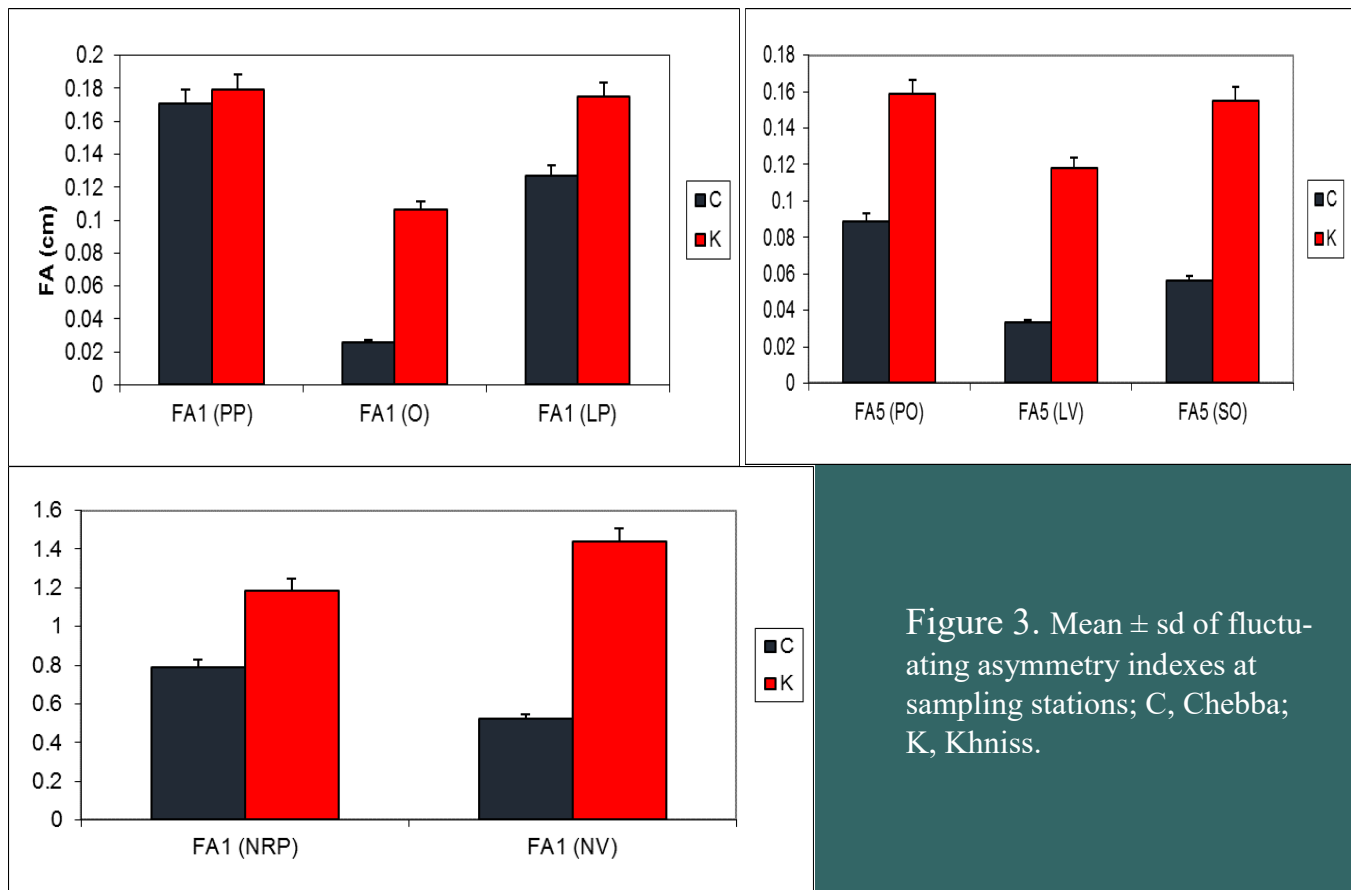 0.2
0.18
0.16
0.14
0.12
0.1
0.08
0.06
0.04
0.02
0
FA (cm)
FA1 (PP) FA1 (O) FA1 (LP)
C
K
0.18
0.16
0.14
0.12
0.1
0.08
0.06
0.04
0.02
0
FA5 (PO) FA5 (LV) FA5 (SO)
C
K
1.6
1.4
1.2
1
0.8
0.6
0.4
0.2
0
FA1 (NRP) FA1 (NV)
C
K
Figure 3. Mean ± sd of fluctu-
ating asymmetry indexes at
sampling stations; C, Chebba;
K, Khniss.